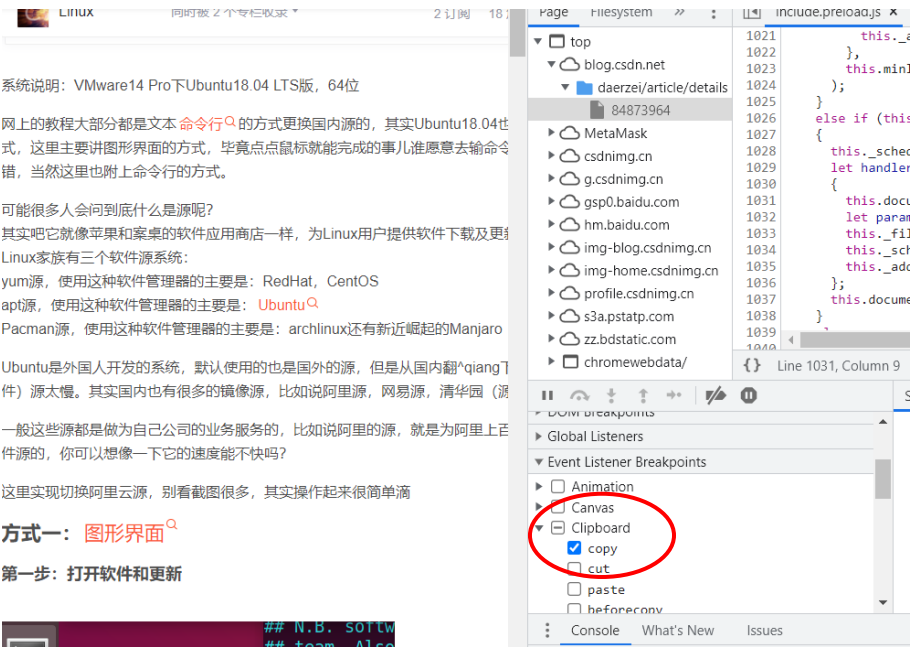 Linux
同时被 2 个专栏收录
2 订阅
系统说明：VMware14 Pro下Ubuntu18.04 LTS版，64位
网上的教程大部分都是文本 命令行 的方式更换国内源的，其实Ubuntu18.04也
式，这里主要讲图形界面的方式，毕竟点点鼠标就能完成的事儿谁愿意去输命令
错，当然这里也附上命令行的方式。
可能很多人会问到底什么是源呢？
其实吧它就像苹果和案桌的软件应用商店一样，为Linux用户提供软件下载及更新
Linux家族有三个软件源系统：
yum源，使用这种软件管理器的主要是：RedHat，CentOS
apt源，使用这种软件管理器的主要是： Ubuntu
Pacman源，使用这种软件管理器的主要是：archlinux还有新近崛起的Manjaro
Ubuntu是外国人开发的系统，默认使用的也是国外的源，但是从国内翻^qiang下
件）源太慢。其实国内也有很多的镜像源，比如说阿里源，网易源，清华园（源
一般这些源都是做为自己公司的业务服务的，比如说阿里的源，就是为阿里上百
件源的，你可以想像一下它的速度能不快吗？
这里实现切换阿里云源，别看截图很多，其实操作起来很简单滴
方式一： 图形界面
第一步：打开软件和更新
## N.B. softw
## team. Also
Page Filesystem »
top
blog.csdn.net
daerzei/article/details
84873964
MetaMask
csdnimg.cn
g.csdnimg.cn
gsp0.baidu.com
hm.baidu.com
img-blog.csdnimg.cn
img-home.csdnimg.cn
profile.csdnimg.cn
s3a.pstatp.com
zz.bdstatic.com
chromewebdata/
include.preload.js ×
1021 this._a
1022 },
1023 this.minI
1024 );
1025 }
1026 else if (this
1027 {
1028 this._sched
1029 let handler
1030 {
1031 this.docu
1032 let param
1033 this._fil
1034 this._sch
1035 this._add
1036 };
1037 this.docume
1038 }
1039
1040
{} Line 1031, Column 9
DOM Breakpoints
Global Listeners
Event Listener Breakpoints
Animation
Canvas
Clipboard
copy
cut
paste
beforecopy
Console What's New Issues